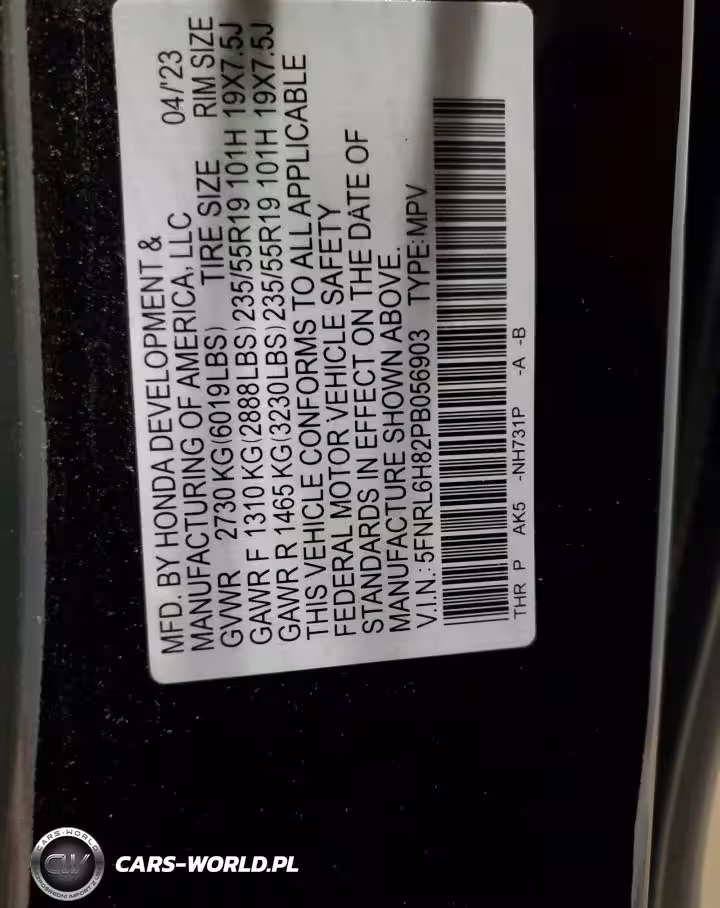 MFD. BY HONDA DEVELOPMENT &
MANUFACTURING OF AMERICA, LLC 04/'23
GVWR 2730 KG(6019LBS) TIRE SIZE RIM SIZE
GAWR F 1310 KG(2888LBS)235/55R19 101H 19X7.5J
GAWR R 1465 KG(3230LBS)235/55R19 101H 19X7.5J
THIS VEHICLE CONFORMS TO ALL APPLICABLE
FEDERAL MOTOR VEHICLE SAFETY
STANDARDS IN EFFECT ON THE DATE OF
MANUFACTURE SHOWN ABOVE.
V.I.N.: 5FNRL6H82PB056903 TYPE:MPV
THR P AK5 -NH731P -A -B
CARS-WORLD
CW
CARS-WORLD.PL